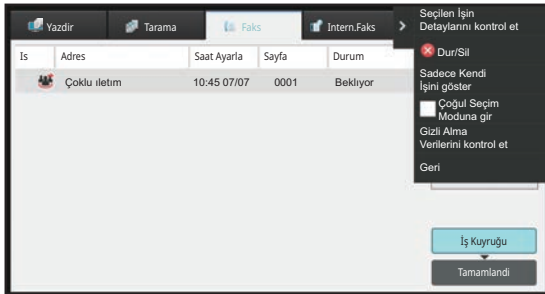 Yazdir
Tarama
Faks
Intern.Faks
Is
Adres
Saat Ayarla
Sayfa
Durum
Çoklu ıletım
10:45 07/07
0001
Beklıyor
Seçilen İşin
Detaylarını kontrol et
Dur/Sil
Sadece Kendi
İşini göster
Çoğul Seçim
Moduna gir
Gizli Alma
Verilerini kontrol et
Geri
İş Kuyruğu
Tamamlandi